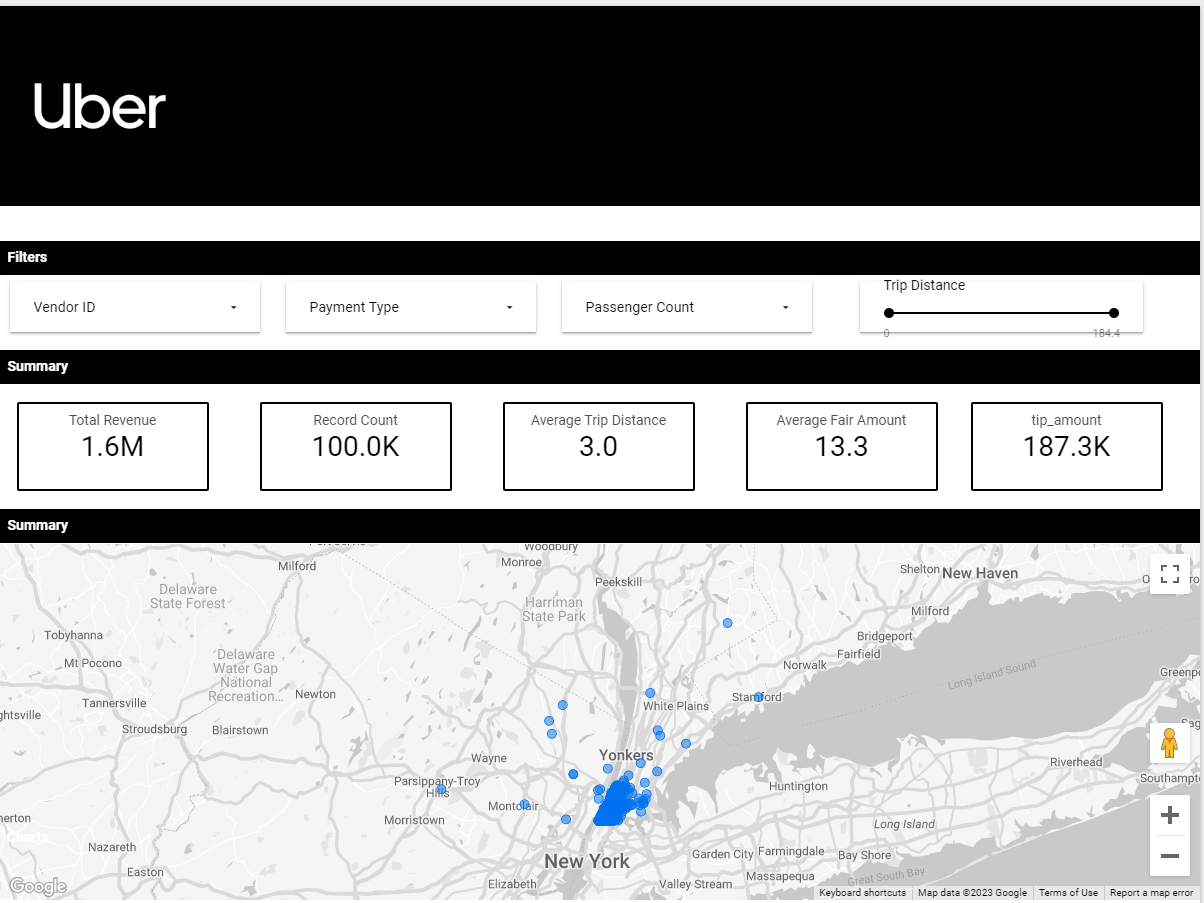 Uber
Filters
Vendor ID
Payment Type
Passenger Count
Trip Distance
0
184.4
Summary
Total Revenue
1.6M
Record Count
100.0K
Average Trip Distance
3.0
Average Fair Amount
13.3
tip_amount
187.3K
Summary
Woodbury
Milford
Monroe
Shelton
New Haven
Peekskill
Delaware
State Forest
Harriman
State Park
Milford
Tobyhanna
Bridgeport
Mt Pocono
Delaware
Water Gap
National
Recreation...
Fairfield
Norwalk
Long Island Sound
Newton
Stamford
Tannersville
White Plains
Stroudsburg
Blairstown
Yonkers
Wayne
Riverhead
Parsippany-Troy
Hills
Huntington
Southampt
Montclair
Morristown
Long Island
Charts
Nazareth
Garden City
Farmingdale
Bay Shore
New York
Easton
Elizabeth
Valley Stream
Massapequa
Great South Bay
Google
Keyboard shortcuts
Map data ©2023 Google
Terms of Use
Report a map error